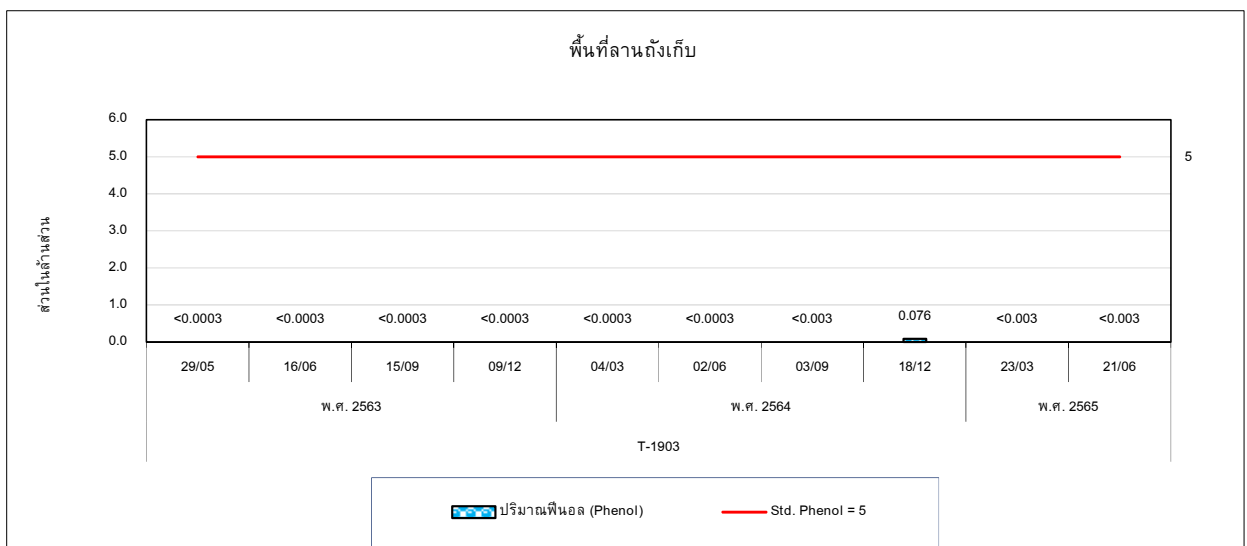 พื้นที่ลานถังเก็บ
ส่วนในล้านส่วน
6.0
5.0
4.0
3.0
2.0
1.0
0.0
5
<0.0003 <0.0003 <0.0003 <0.0003 <0.0003 <0.0003 <0.003 0.076 <0.003 <0.003
29/05 16/06 15/09 09/12 04/03 02/06 03/09 18/12 23/03 21/06
พ.ศ. 2563 พ.ศ. 2564 พ.ศ. 2565
T-1903
ปริมาณฟีนอล (Phenol) Std. Phenol = 5